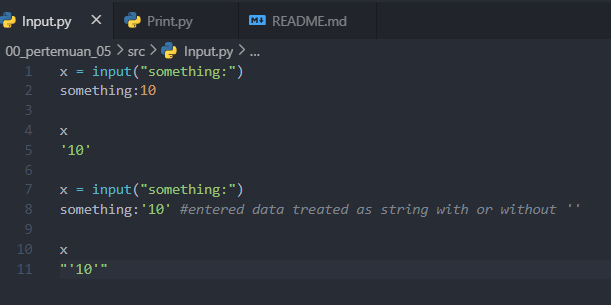 Input.py × Print.py README.md
00_pertemuan_05 > src > Input.py > ...
1 x = input("something:")
2 something:10
3
4 x
5 '10'
6
7 x = input("something:")
8 something:'10' #entered data treated as string with or without ''
9
10 x
11 "'10'"